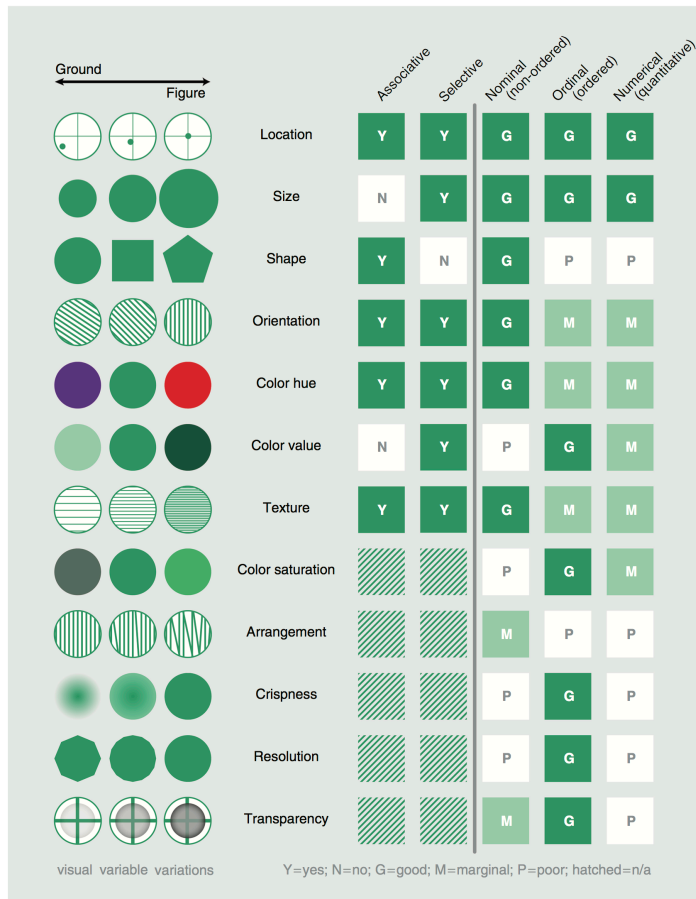 Ground
Figure
Associative
Selective
Nominal
(non-ordered)
Ordinal
(ordered)
Numerical
(quantitative)
Location Y Y G G G
Size N Y G G G
Shape Y N G P P
Orientation Y Y G M M
Color hue Y Y G M M
Color value N Y P G M
Texture Y Y G M M
Color saturation P G M
Arrangement M P P
Crispness P G P
Resolution P G P
Transparency M G P
visual variable variations
Y=yes; N=no; G=good; M=marginal; P=poor; hatched=n/a